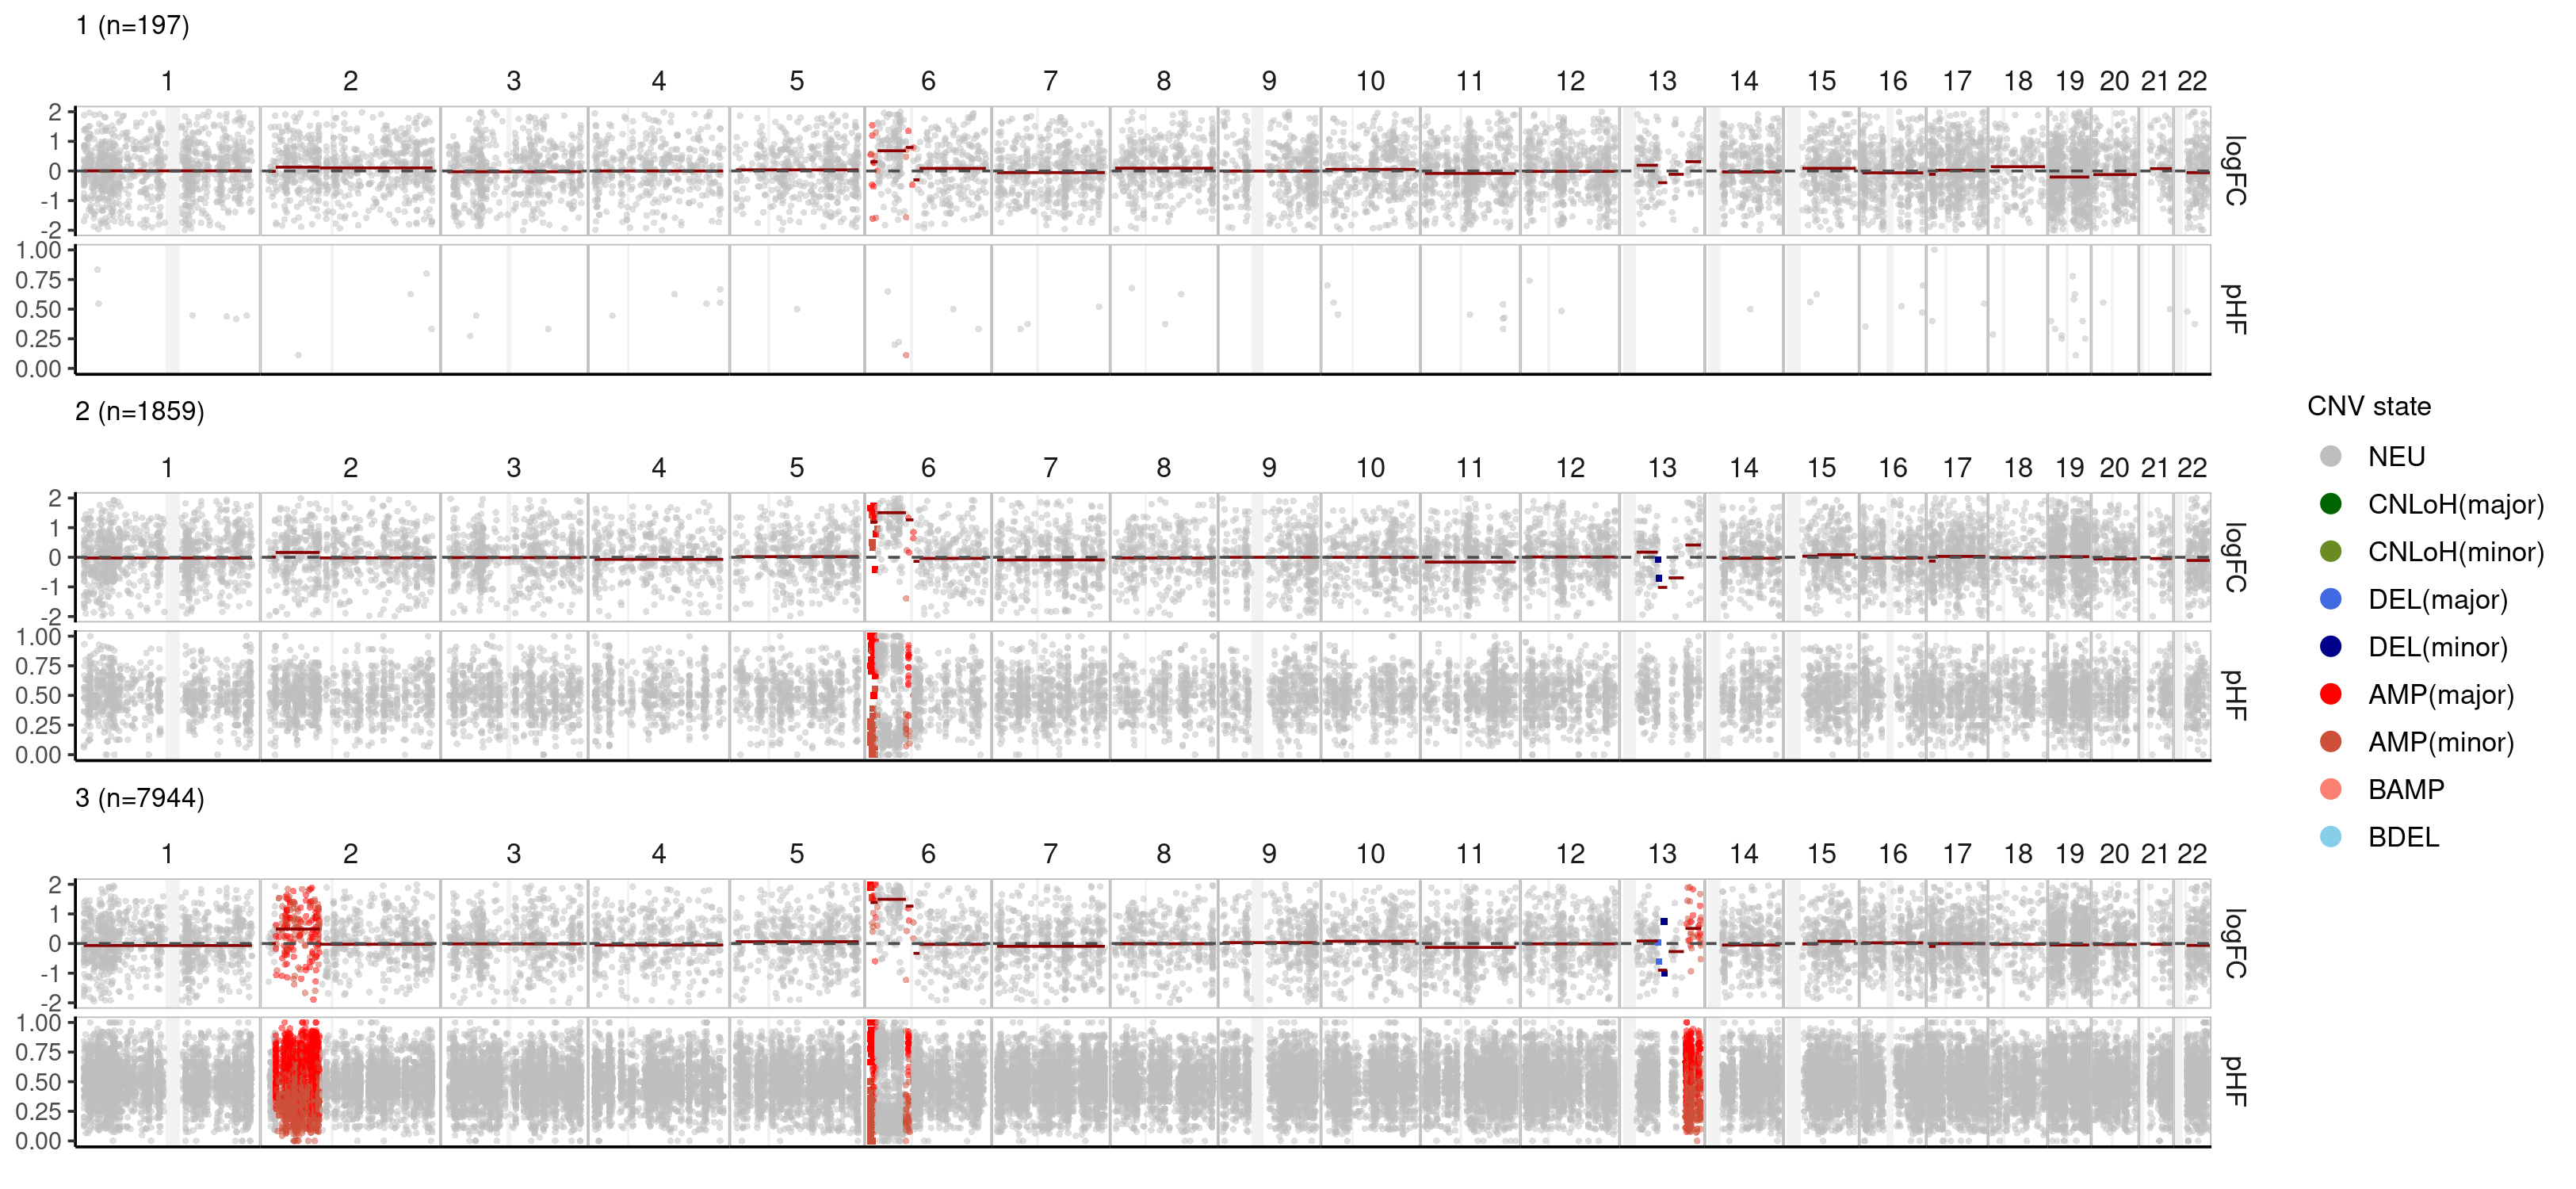 1 (n=197)
1 2 3 4 5 6 7 8 9 10 11 12 13 14 15 16 17 18 19 20 21 22
2
1
0
-1
-2
logFC
1.00
0.75
0.50
0.25
0.00
pHF
2 (n=1859)
1 2 3 4 5 6 7 8 9 10 11 12 13 14 15 16 17 18 19 20 21 22
2
1
0
-1
-2
logFC
1.00
0.75
0.50
0.25
0.00
pHF
3 (n=7944)
1 2 3 4 5 6 7 8 9 10 11 12 13 14 15 16 17 18 19 20 21 22
2
1
0
-1
-2
logFC
1.00
0.75
0.50
0.25
0.00
pHF
CNV state
NEU
CNLoH(major)
CNLoH(minor)
DEL(major)
DEL(minor)
AMP(major)
AMP(minor)
BAMP
BDEL